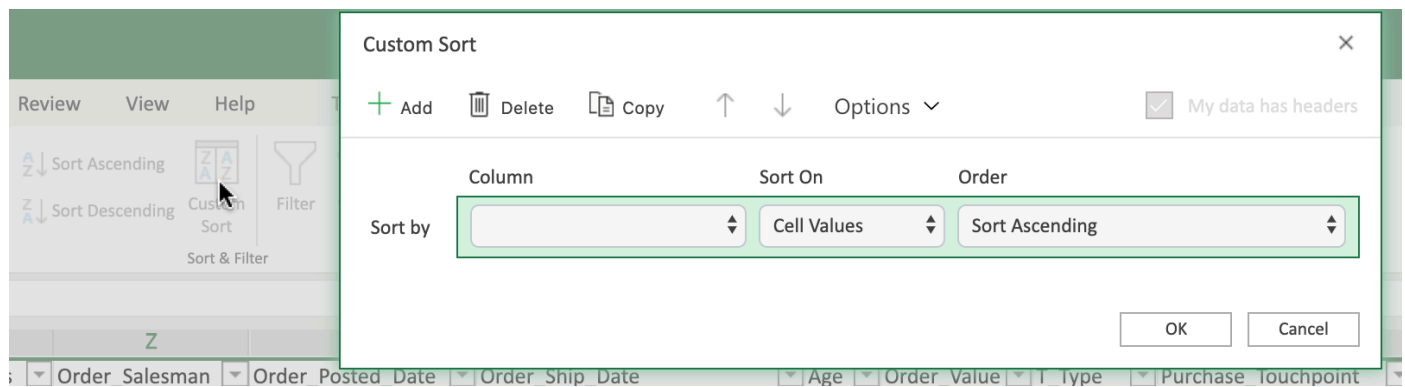 Custom Sort
Review View Help
Add Delete Copy Options My data has headers
Sort Ascending
Sort Descending
Custom
Sort
Filter
Sort & Filter
Column Sort On Order
Sort by Cell Values Sort Ascending
OK Cancel
Z
Order_Salesman Order_Posted_Date Order_Ship_Date Age Order_Value T_Type Purchase_Touchpoint